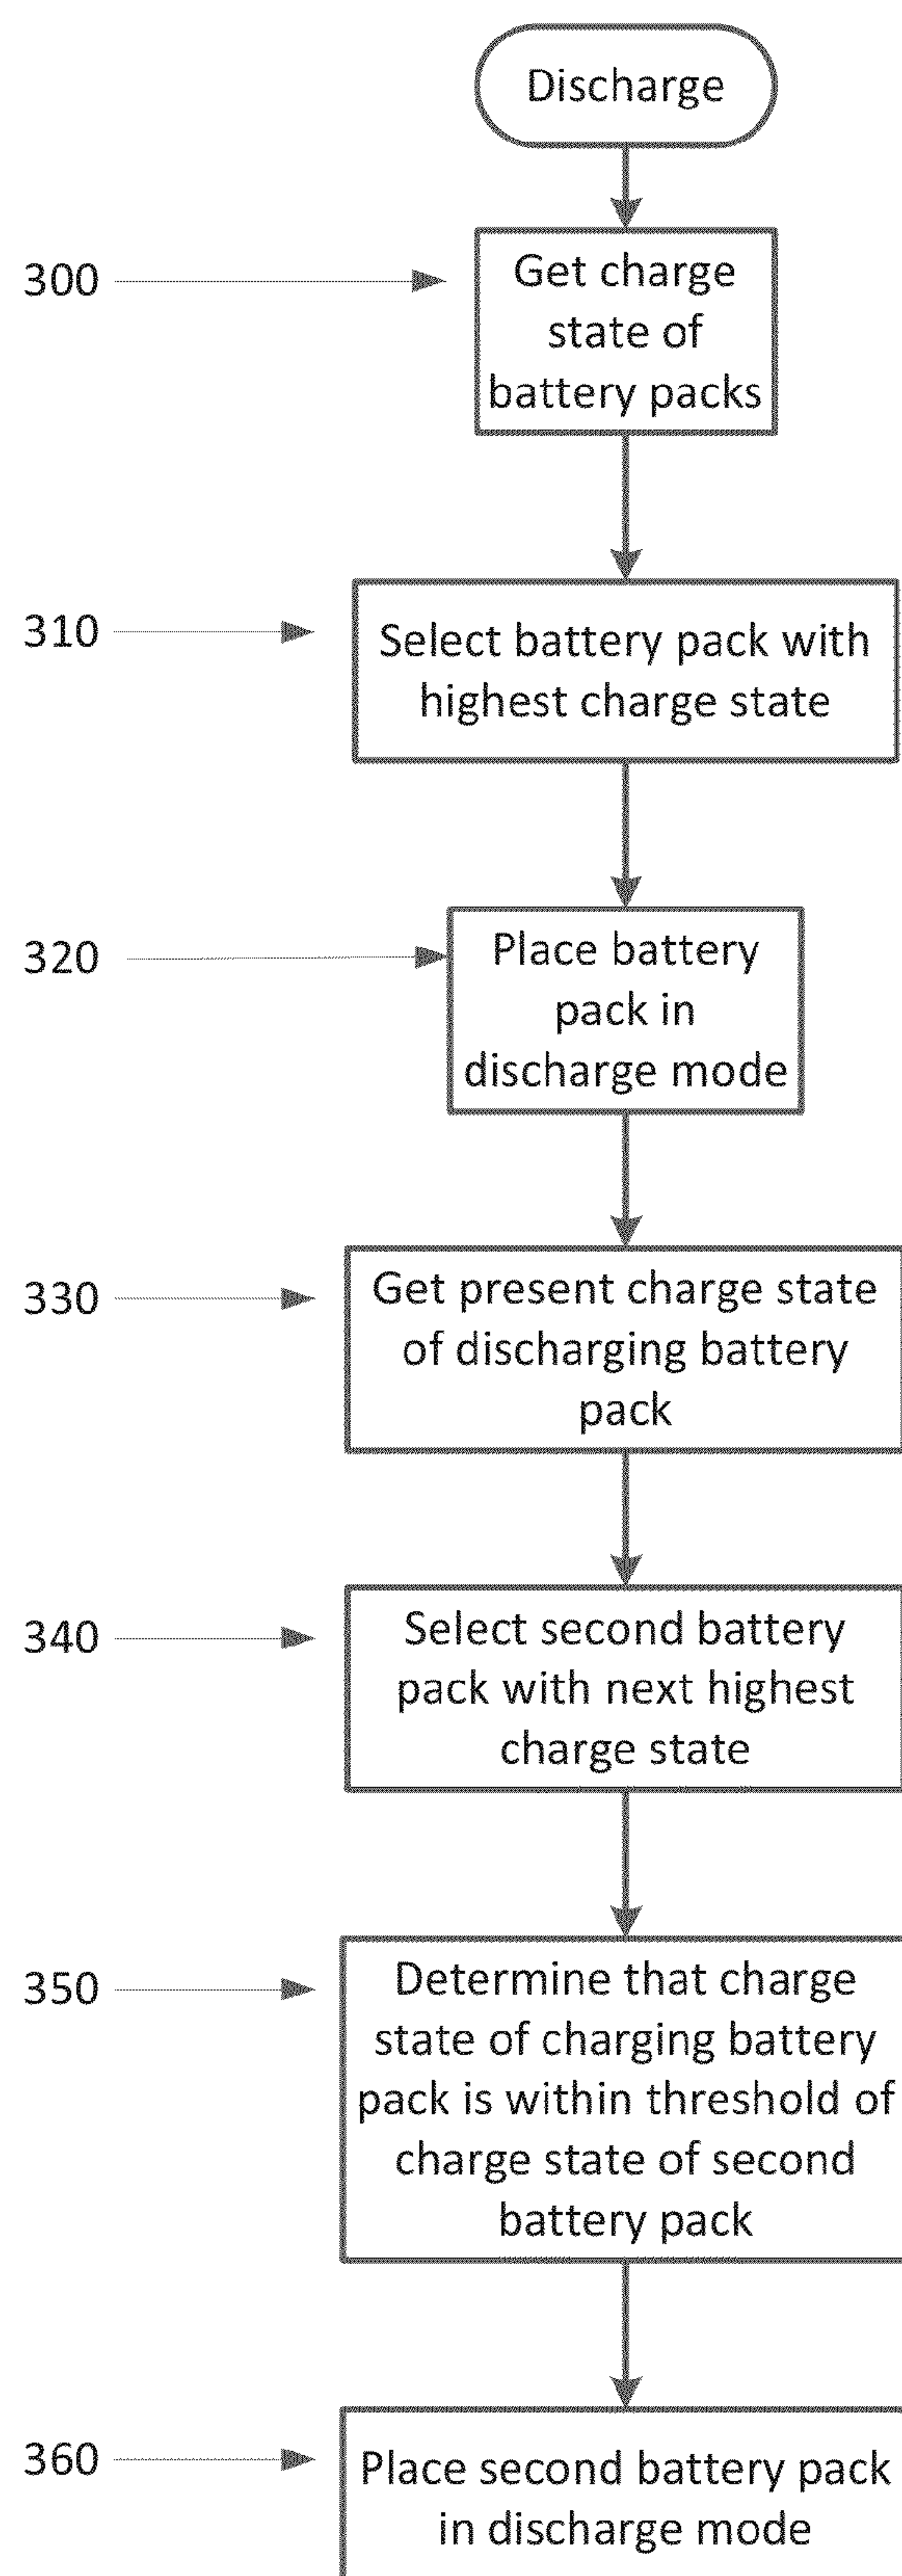 Discharge
300
Get charge
state of
battery packs
310
Select battery pack with
highest charge state
320
Place battery
pack in
discharge mode
330
Get present charge state
of discharging battery
pack
340
Select second battery
pack with next highest
charge state
350
Determine that charge
state of charging battery
pack is within threshold of
charge state of second
battery pack
360
Place second battery pack
in discharge mode